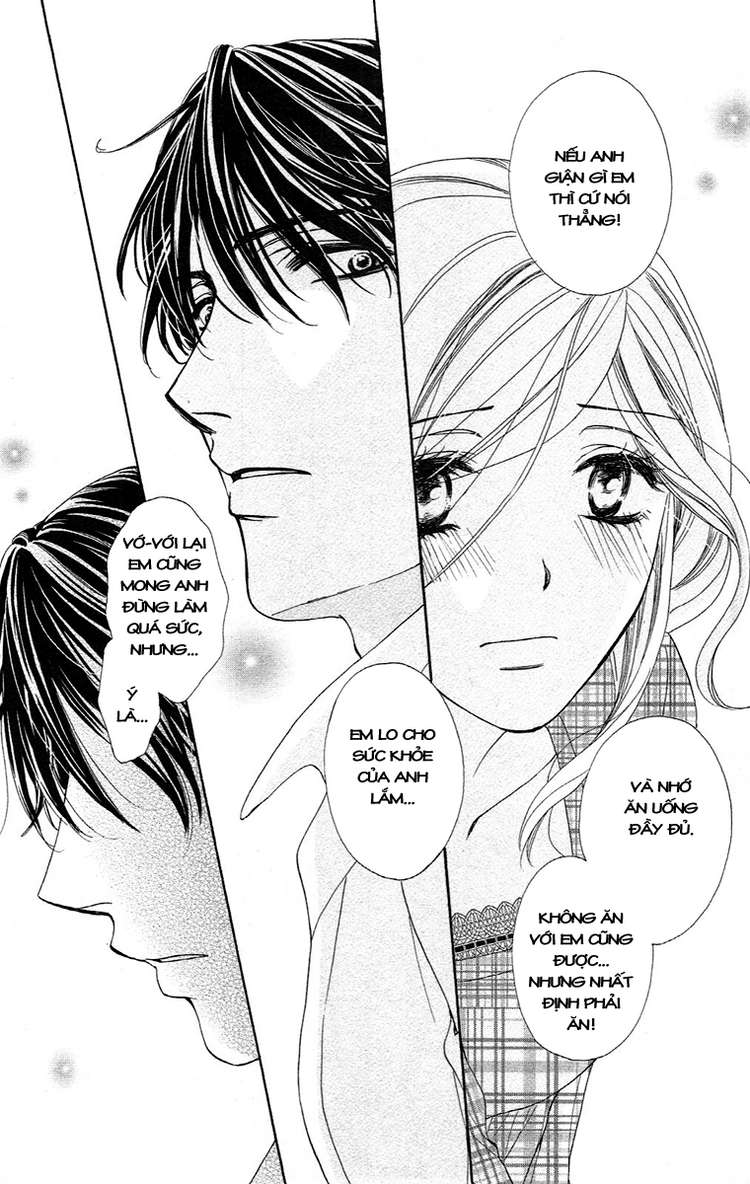 NẾU ANH
GIẬN GÌ EM
THÌ CỨ NÓI
THẲNG!
VÀ NHỚ
ĂN UỐNG
ĐẦY ĐỦ.
KHÔNG ĂN
VỚI EM CŨNG
ĐƯỢC...
NHƯNG NHẤT
ĐỊNH PHẢI
ĂN!
EM LO CHO
SỨC KHỎE
CỦA ANH
LẮM...
VỚ-VỚI LẠI
EM CŨNG
MONG ANH
ĐỪNG LÀM
QUÁ SỨC,
NHƯNG...
Ý
LÀ...